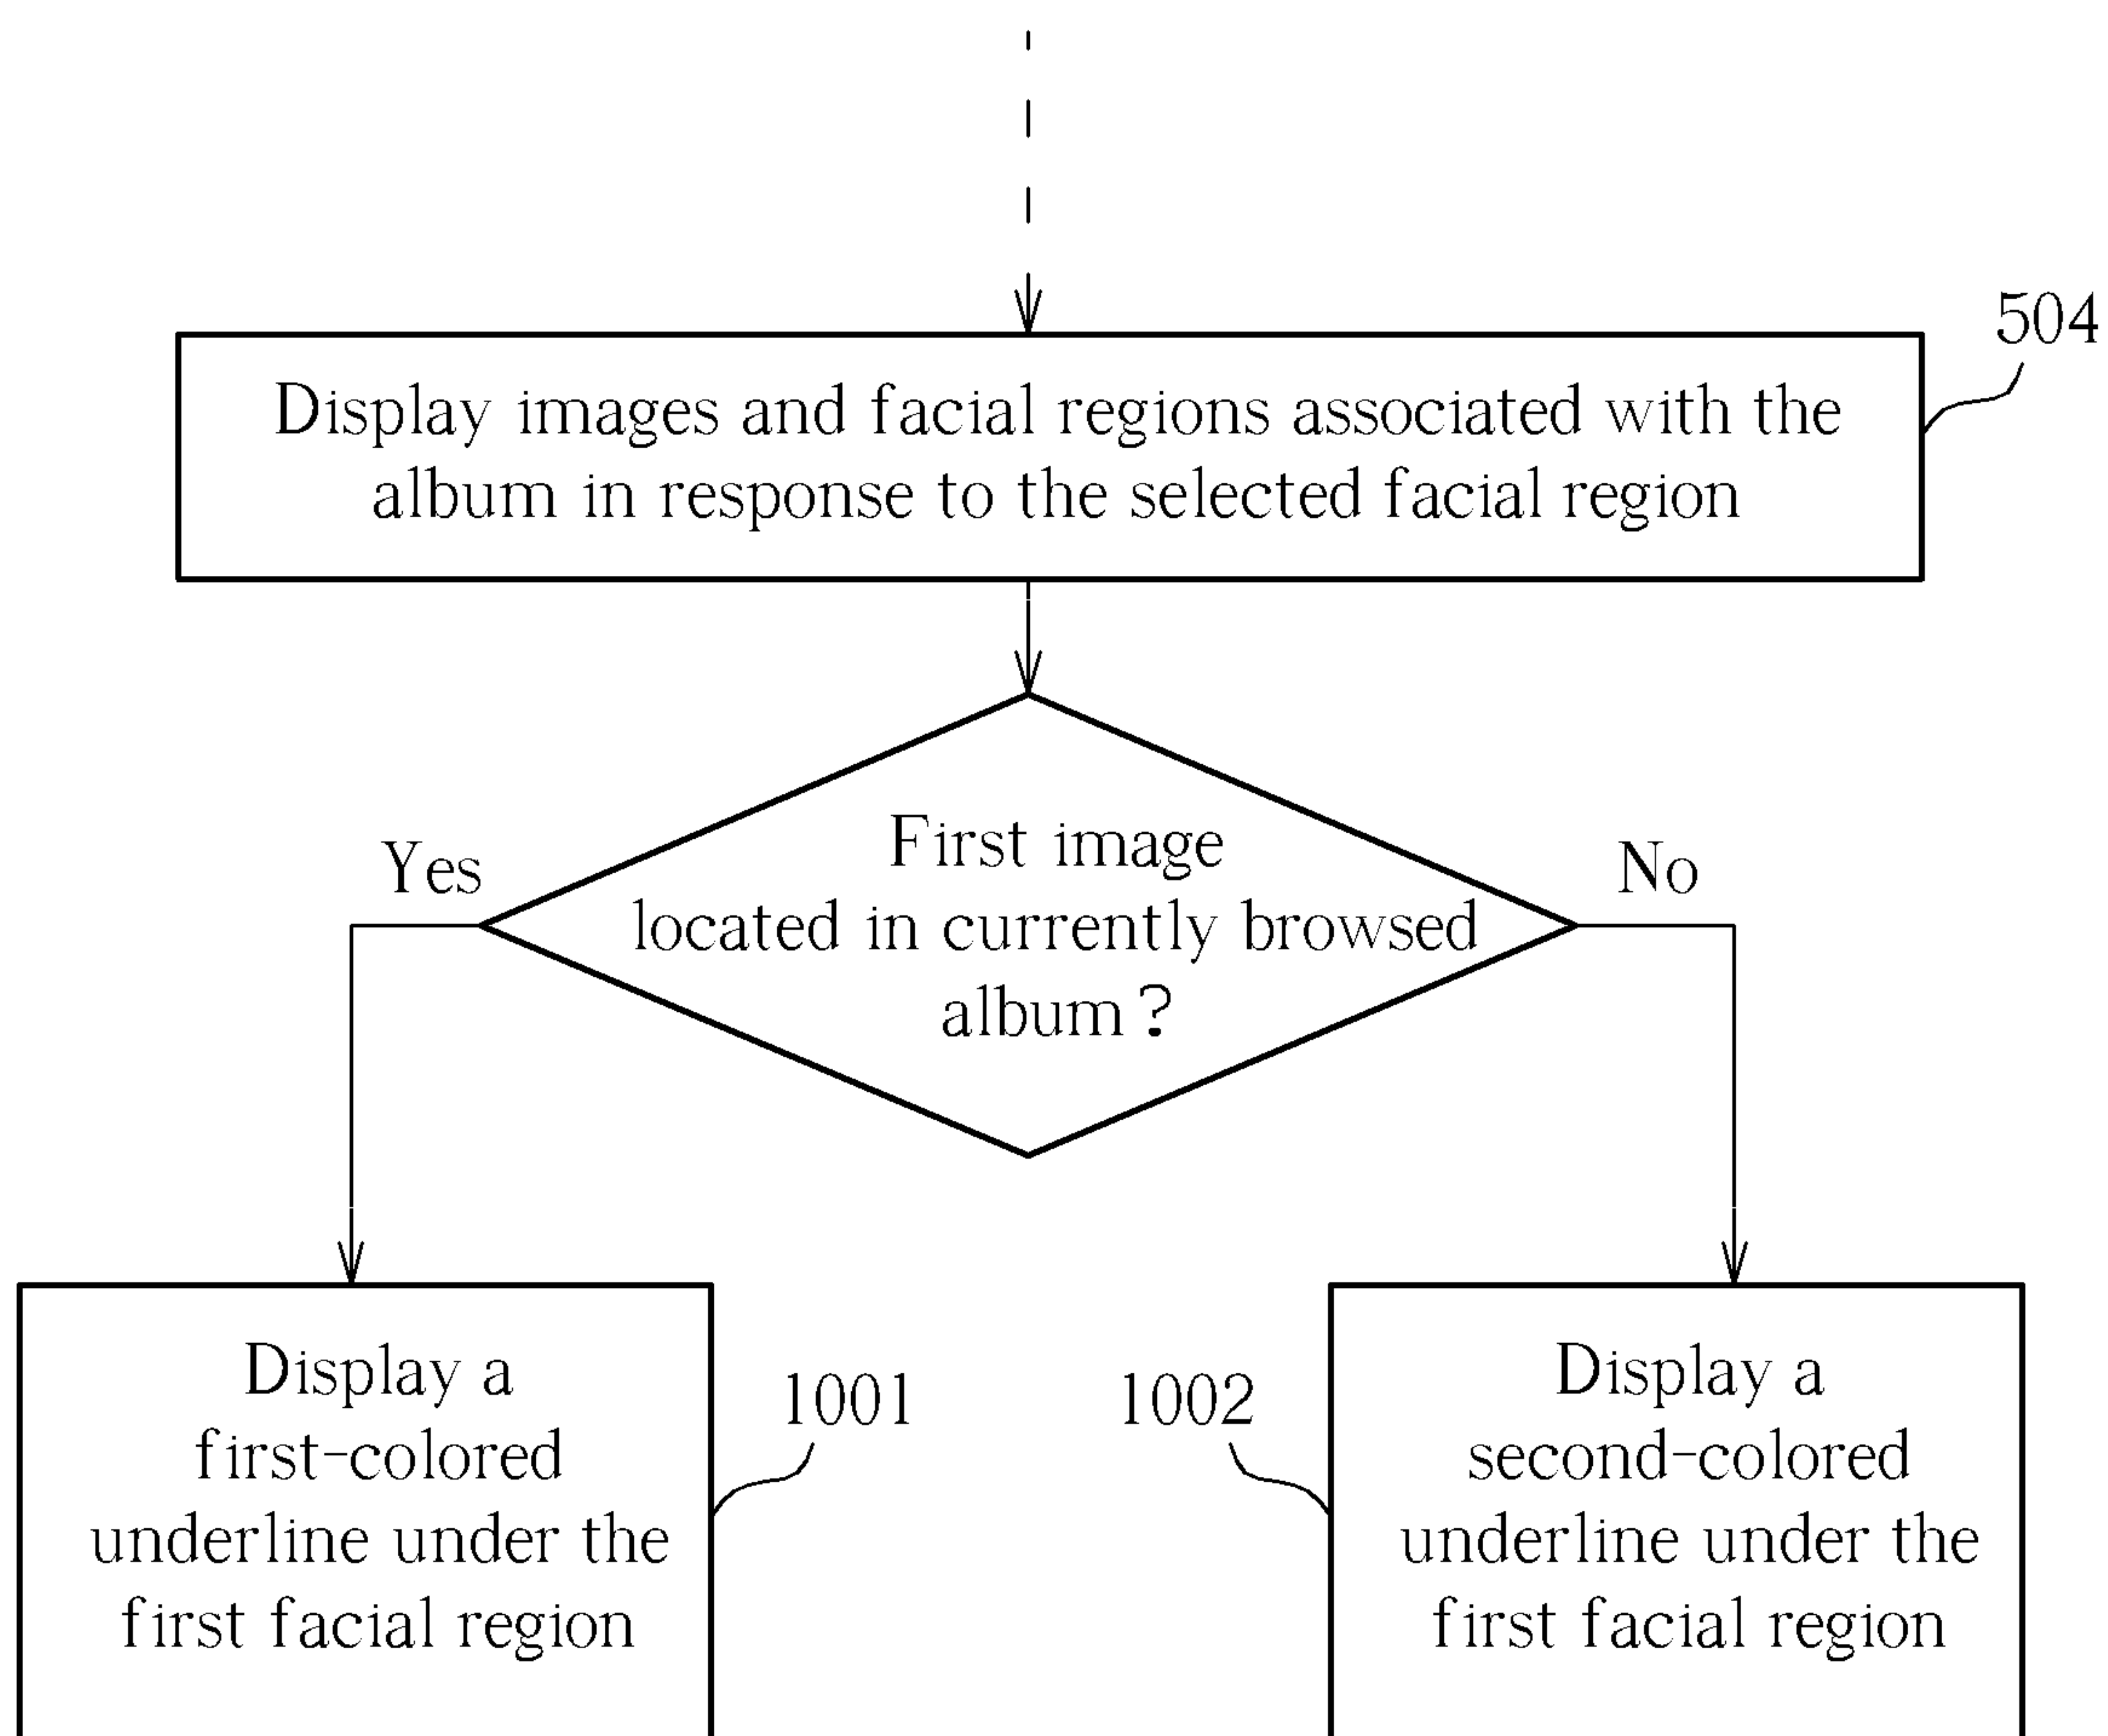 504
Display images and facial regions associated with the
album in response to the selected facial region
First image
located in currently browsed
album?
Yes
No
Display a
first-colored
underline under the
first facial region
1001
1002
Display a
second-colored
underline under the
first facial region